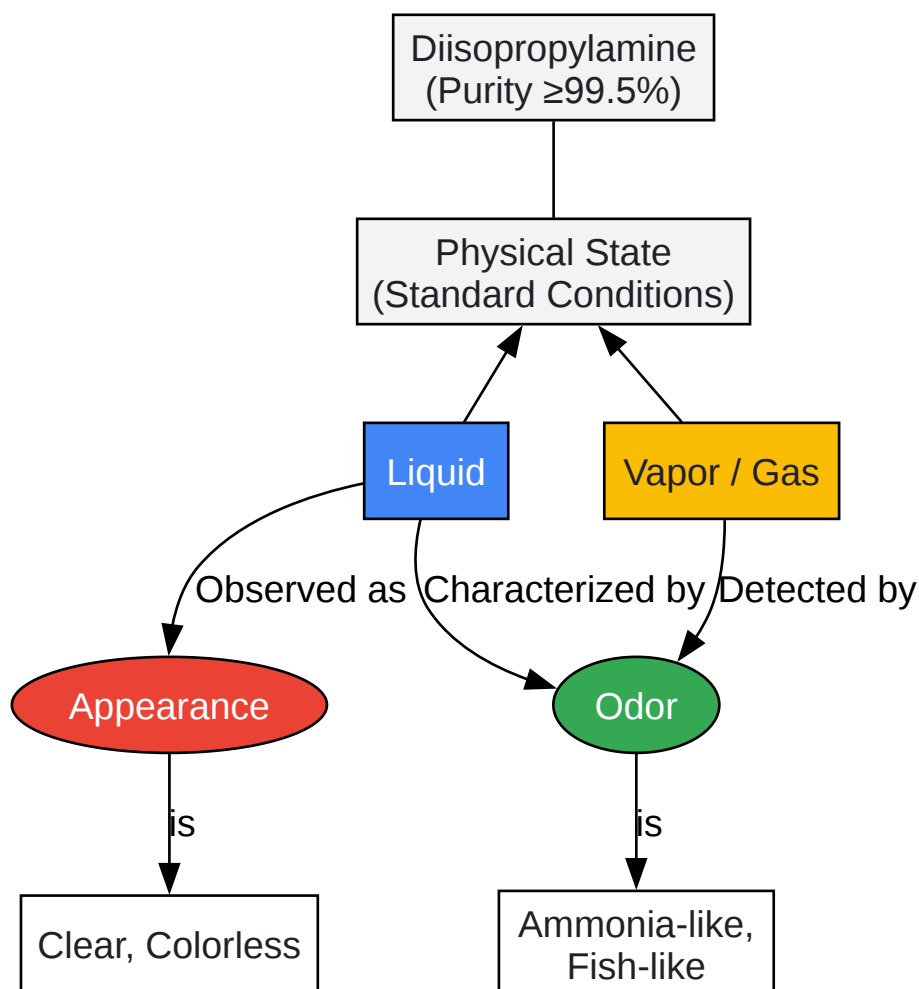 Diisopropylamine
(Purity ≥99.5%)
Physical State
(Standard Conditions)
Liquid
Vapor / Gas
Observed as
Characterized by
Detected by
Appearance
Odor
is
is
Clear, Colorless
Ammonia-like,
Fish-like